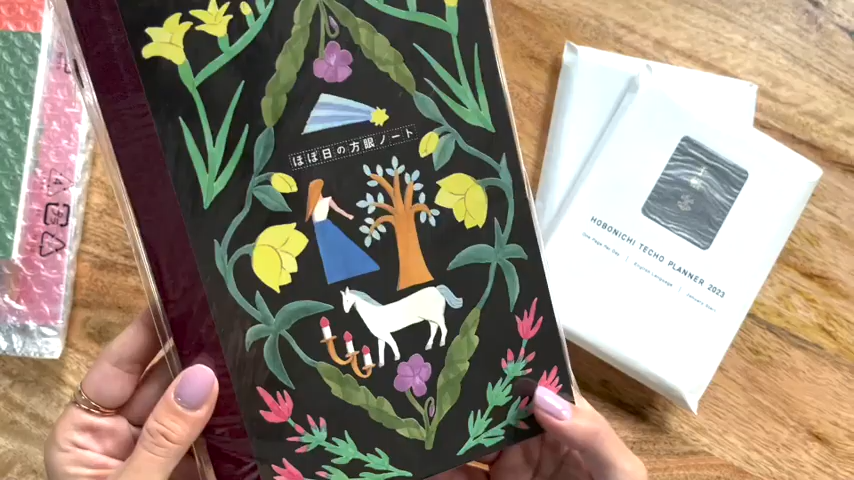 ほぼ日の方眼ノート
HOBONICHI TECHO PLANNER 2023
One Page Per Day | English Language | January Start